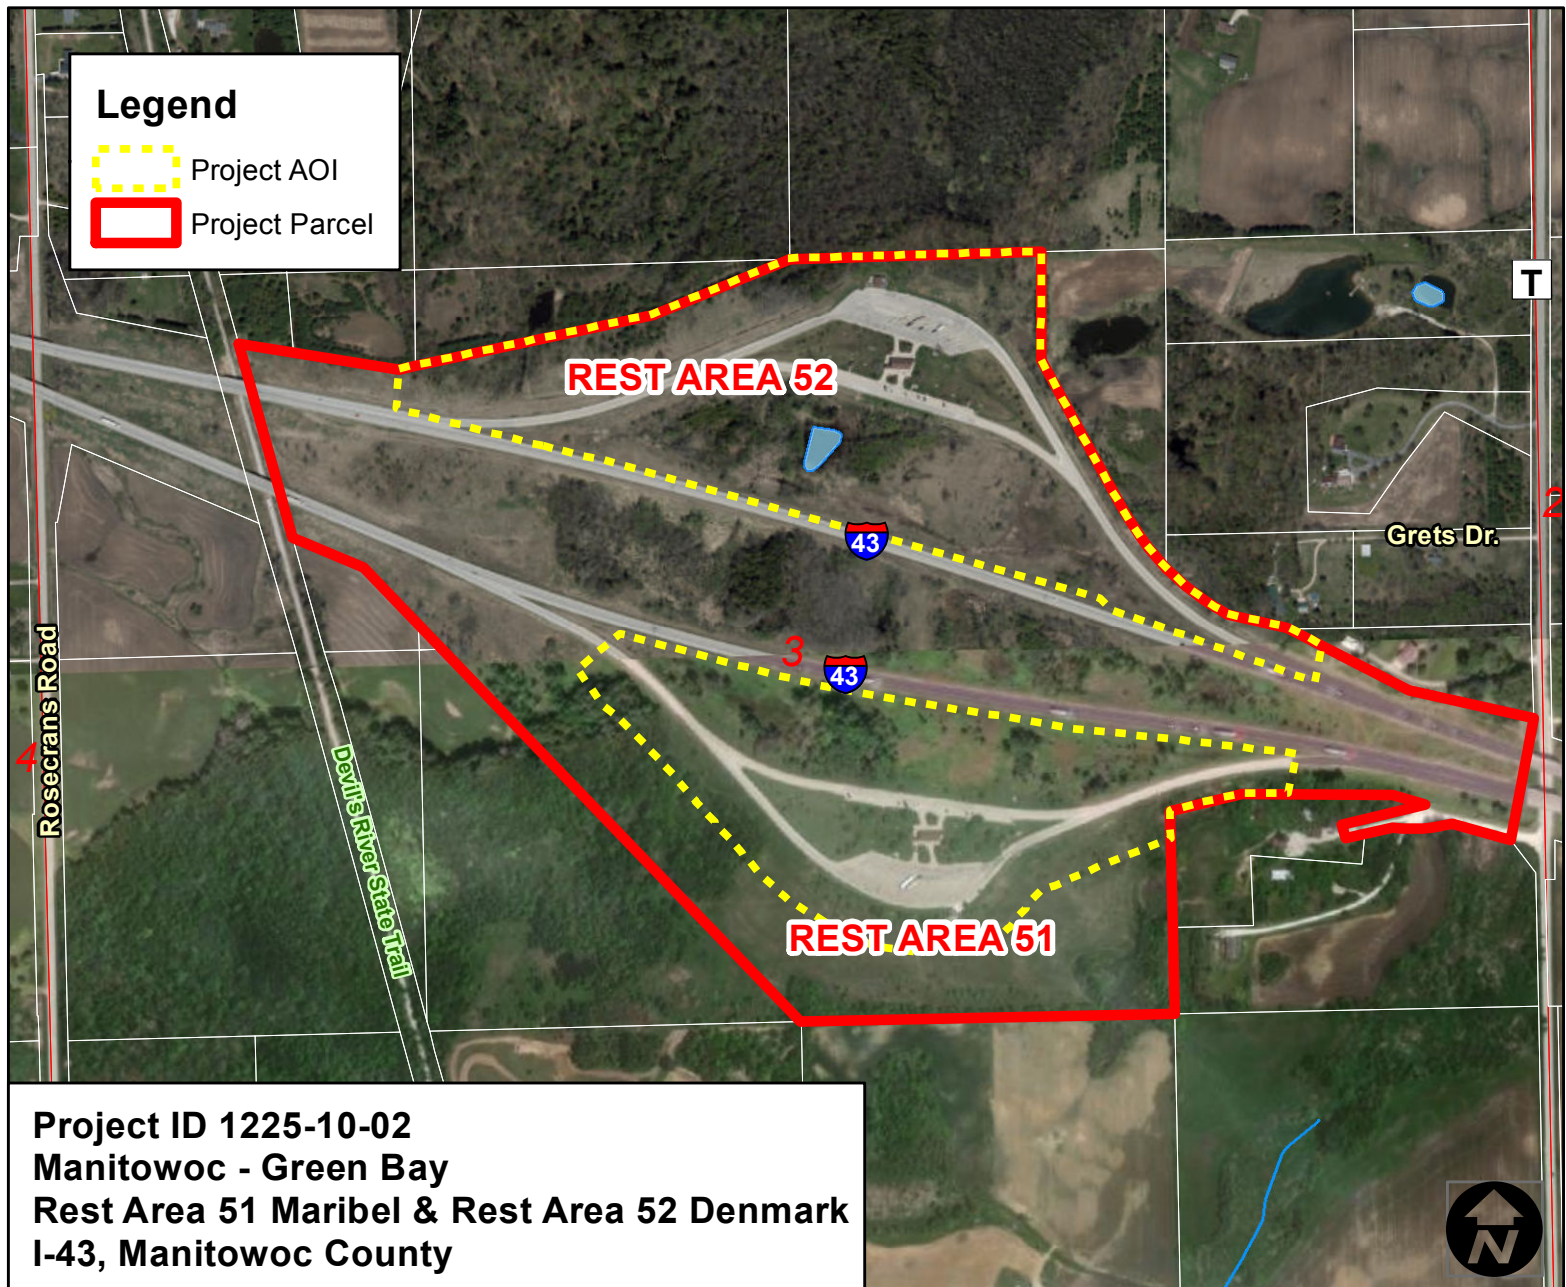 Legend
Project AOI
Project Parcel
T
REST AREA 52
2
Grets Dr.
43
3
43
4
Rosecrans Road
Devil's River State Trail
REST AREA 51
Project ID 1225-10-02
Manitowoc - Green Bay
Rest Area 51 Maribel & Rest Area 52 Denmark
I-43, Manitowoc County
N